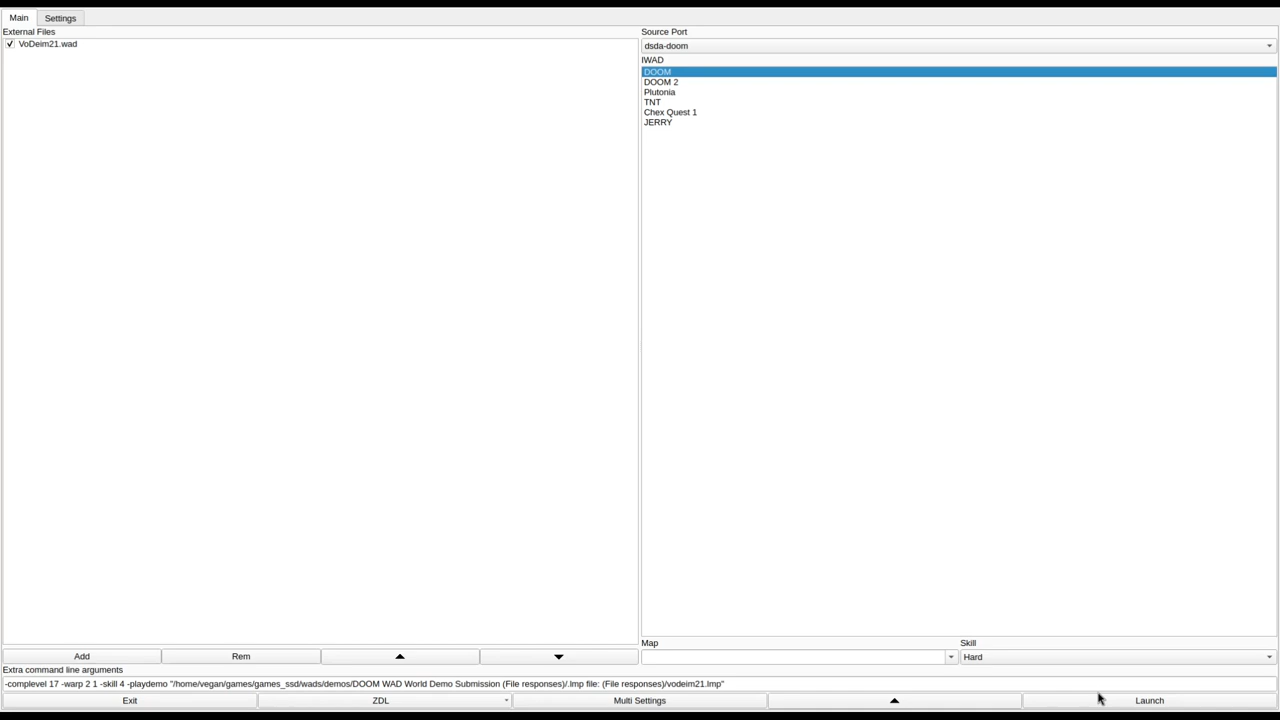 Main Settings
External Files
VoDeim21.wad
Source Port
dsda-doom
IWAD
DOOM
DOOM 2
Plutonia
TNT
Chex Quest 1
JERRY
Add Rem
Map Skill
Hard
Extra command line arguments
-complevel 17 -warp 2 1 -skill 4 -playdemo "/home/vegan/games/games_ssd/wads/demos/DOOM WAD World Demo Submission (File responses)/.lmp file: (File responses)/vodeim21.lmp"
Exit ZDL Multi Settings Launch